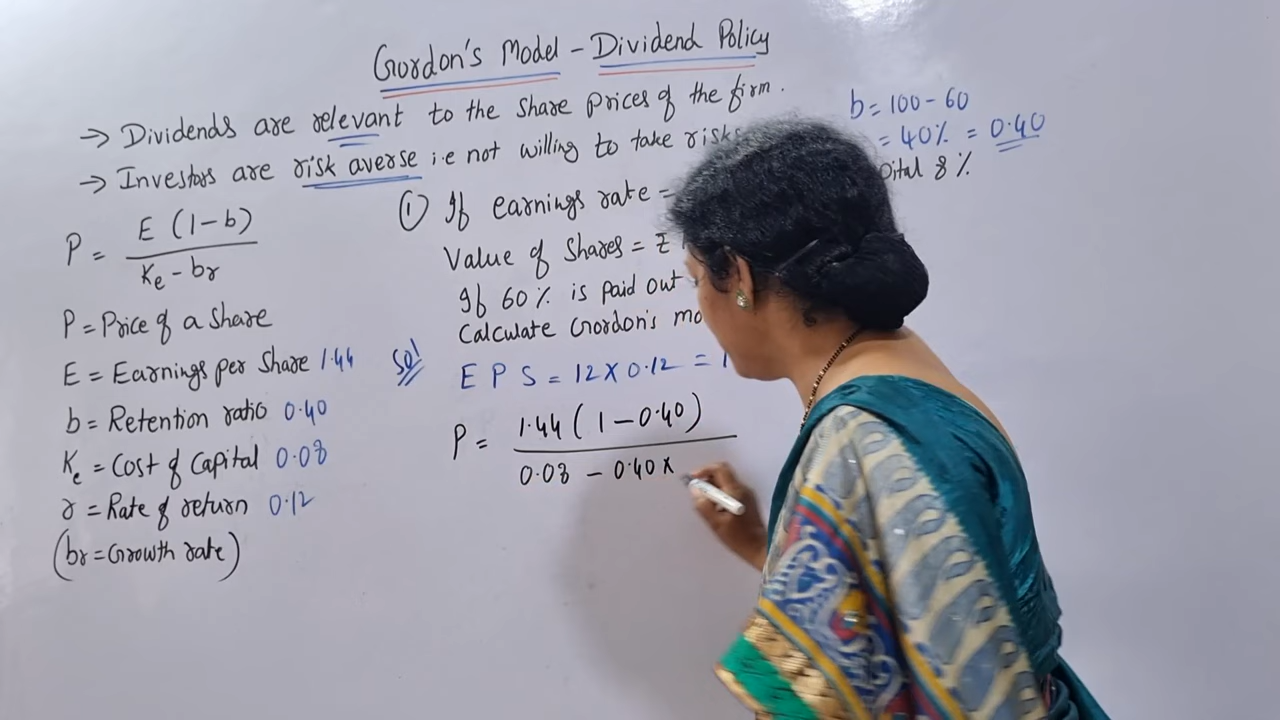 Gordon's Model - Dividend Policy
→ Dividends are relevant to the share prices of the firm.
→ Investors are risk averse i.e not willing to take risks
P = E (1-b) / Ke - br
P = Price of a share
E = Earnings per Share 1.44
b = Retention ratio 0.40
Ke = Cost of Capital 0.08
r = Rate of return 0.12
(br = Growth rate)
① If earnings rate =
Value of Shares = ₹
If 60% is paid out
Calculate Gordon's mo
Sol
EPS = 12 x 0.12 = 1
P = 1.44 (1 - 0.40) / 0.08 - 0.40 x
b = 100 - 60
= 40% = 0.40
pital 8%